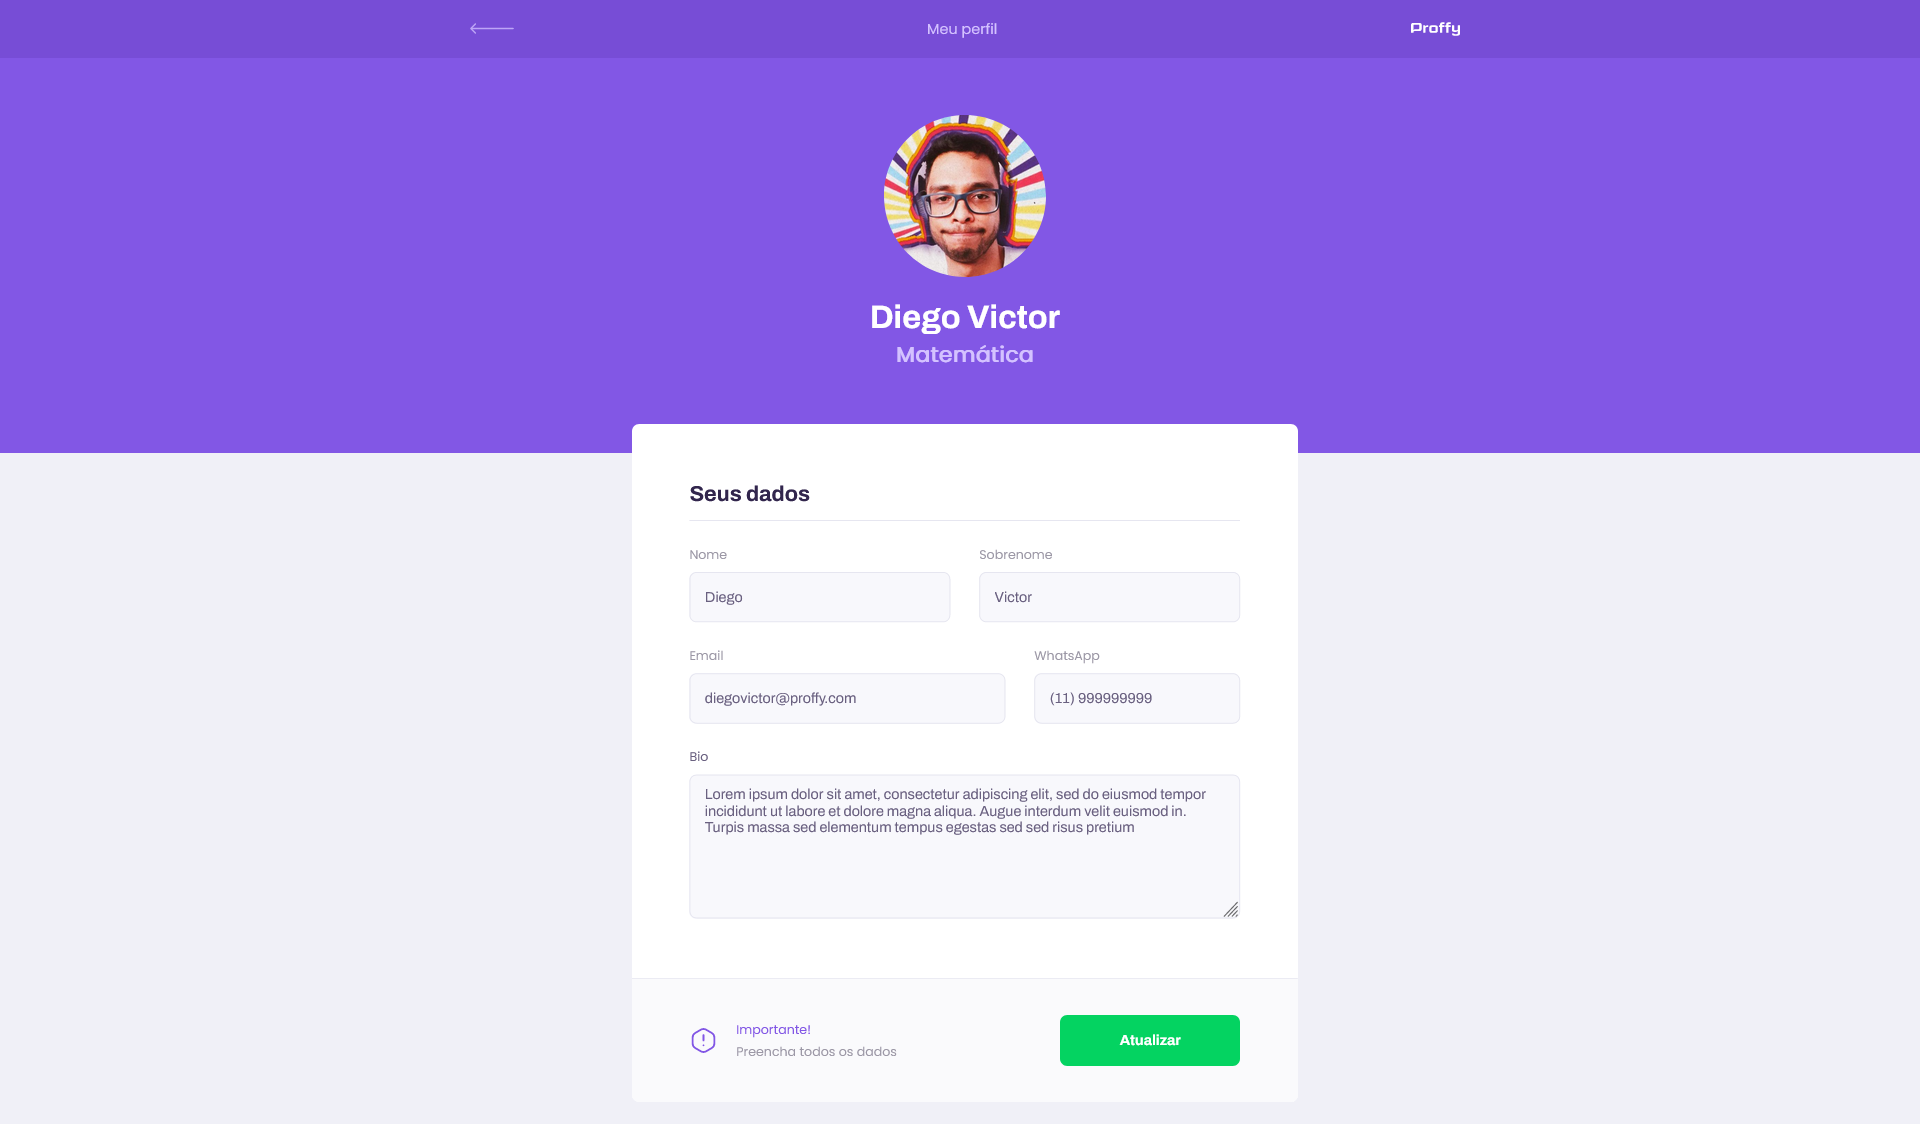 Meu perfil
Proffy
Diego Victor
Matemática
Seus dados
Nome
Sobrenome
Diego
Victor
Email
WhatsApp
diegovictor@proffy.com
(11) 999999999
Bio
Lorem ipsum dolor sit amet, consectetur adipiscing elit, sed do eiusmod tempor
incididunt ut labore et dolore magna aliqua. Augue interdum velit euismod in.
Turpis massa sed elementum tempus egestas sed sed risus pretium
Importante!
Preencha todos os dados
Atualizar